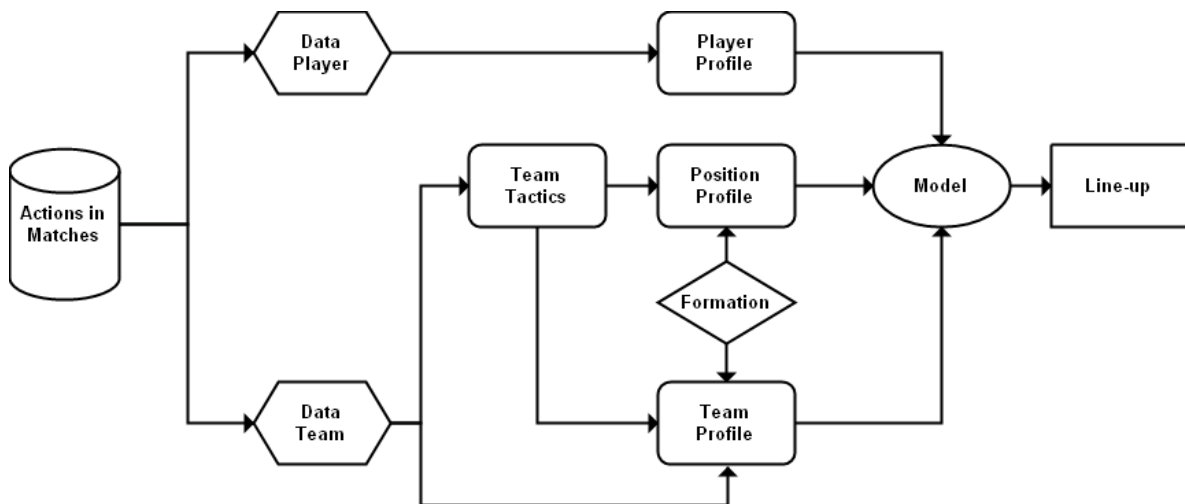 Data
Player
Player
Profile
Actions in
Matches
Team
Tactics
Position
Profile
Model
Line-up
Formation
Data
Team
Team
Profile